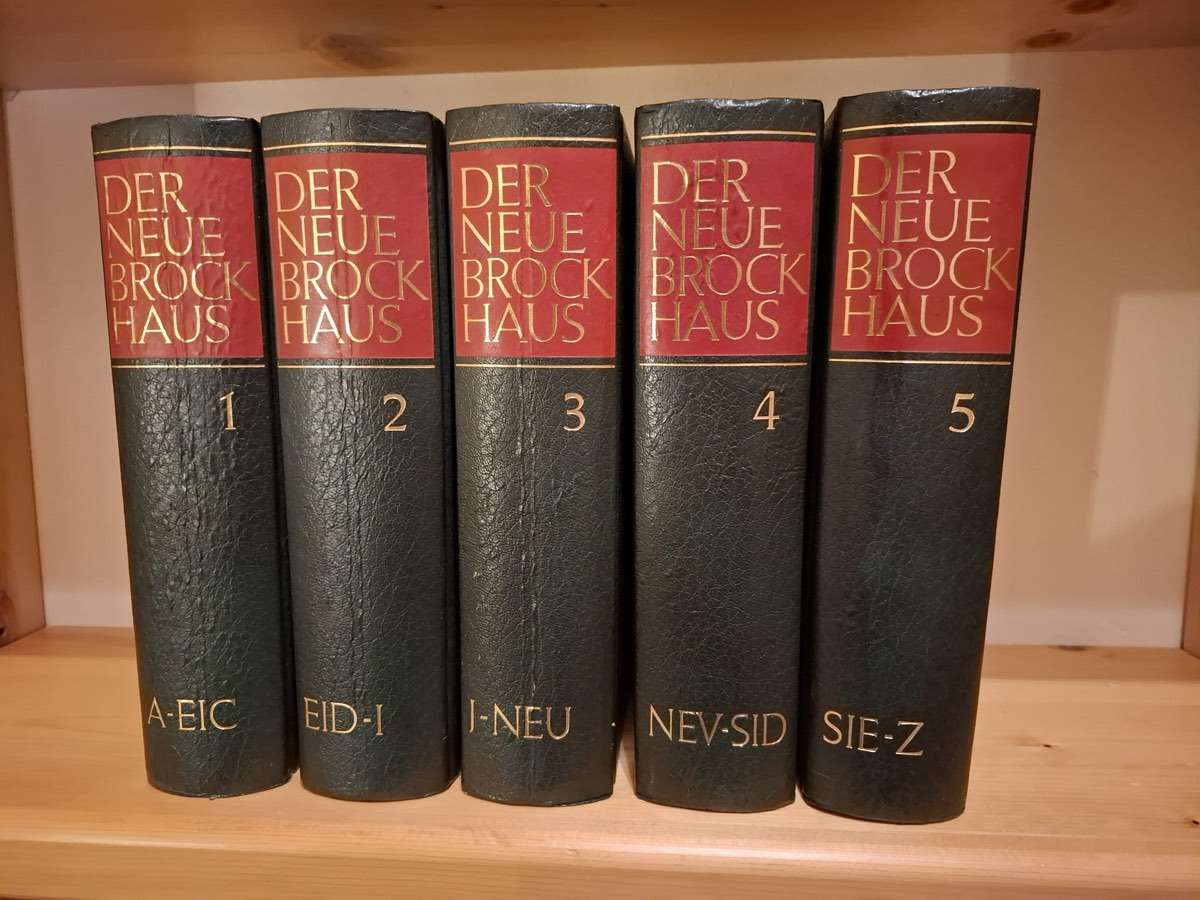 DER
NEUE
BROCK
HAUS
1
A-EIC
DER
NEUE
BROCK
HAUS
2
EID-I
DER
NEUE
BROCK
HAUS
3
J-NEU
DER
NEUE
BROCK
HAUS
4
NEV-SID
DER
NEUE
BROCK
HAUS
5
SIE-Z